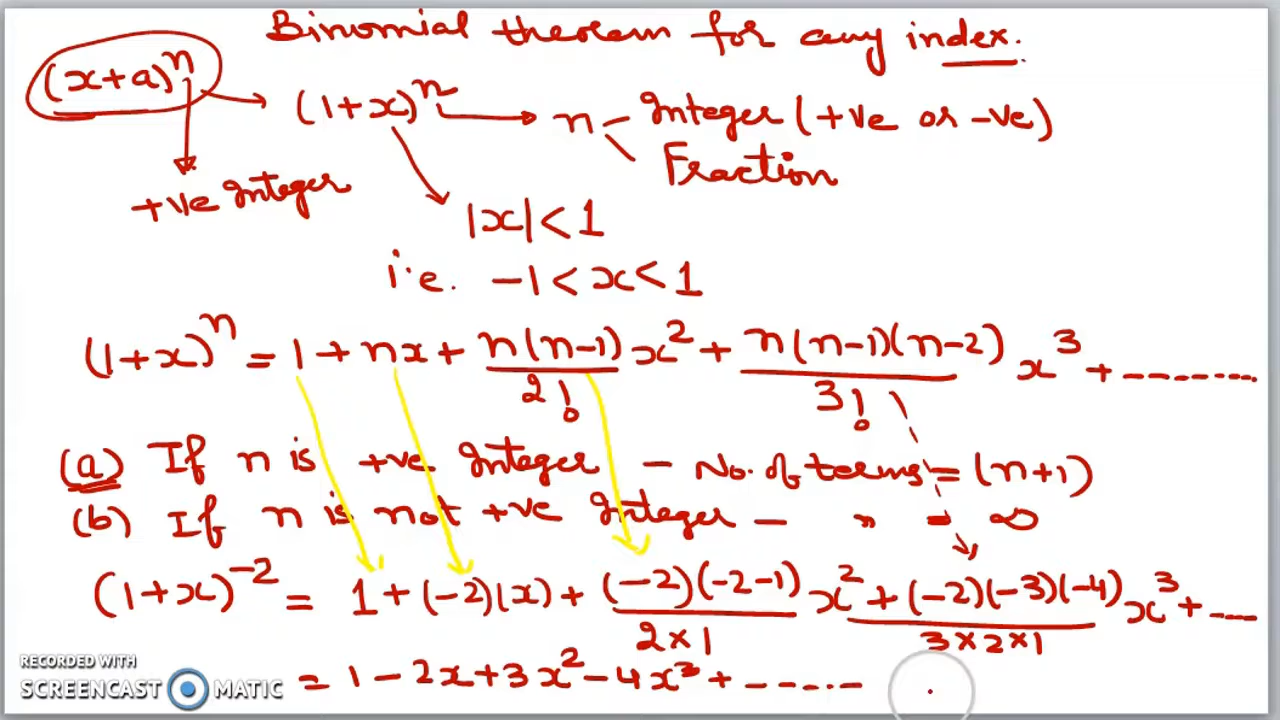 Binomial theorem for any index.
(x+a)^n → (1+x)^n → n – Integer (+ve or -ve)
Fraction
+ve Integer
|x| < 1
i.e. -1 < x < 1
(1+x)^n = 1 + nx + n(n-1)/2! x^2 + n(n-1)(n-2)/3! x^3 + ---------
(a) If n is +ve Integer - No. of terms = (n+1)
(b) If n is not +ve Integer - " = ∞
(1+x)^-2 = 1 + (-2)(x) + (-2)(-2-1)/2×1 x^2 + (-2)(-3)(-4)/3×2×1 x^3 + ----
= 1 - 2x + 3x^2 - 4x^3 + ------
RECORDED WITH
SCREENCAST MATIC